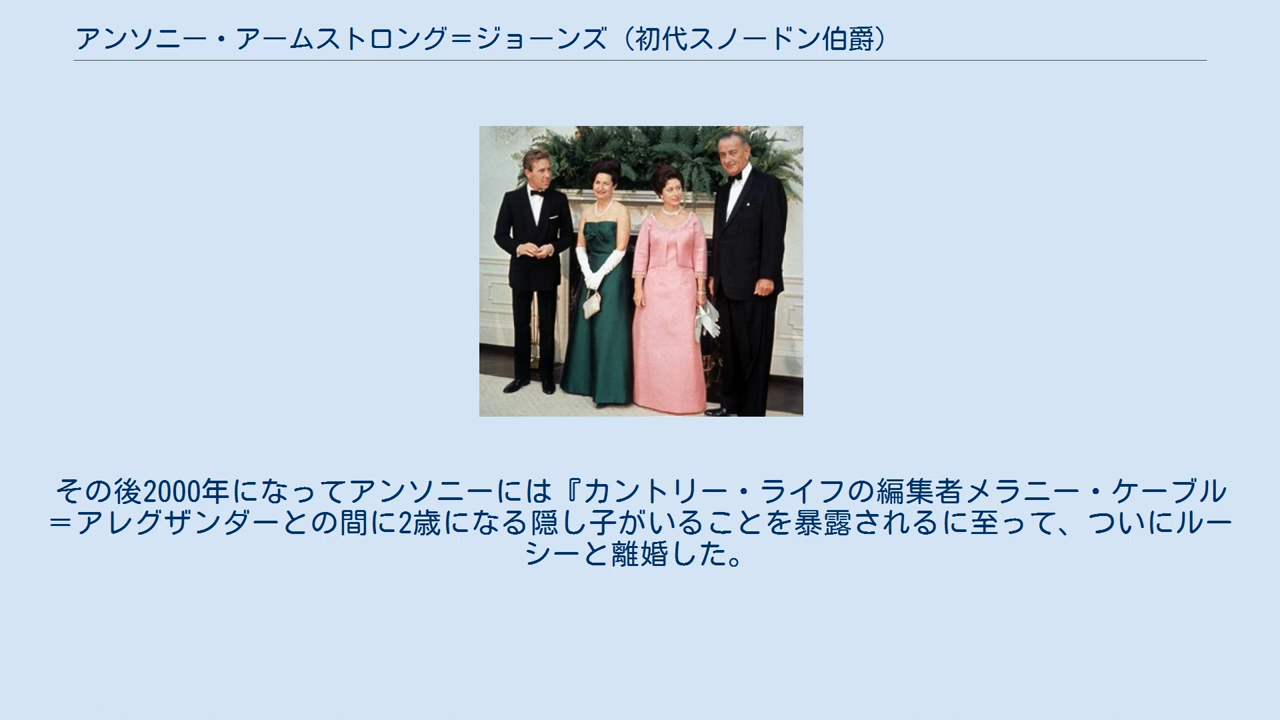 アンソニー・アームストロング＝ジョーンズ（初代スノードン伯爵）
その後2000年になってアンソニーには『カントリー・ライフの編集者メラニー・ケーブル
＝アレグザンダーとの間に2歳になる隠し子がいることを暴露されるに至って、ついにルー
シーと離婚した。